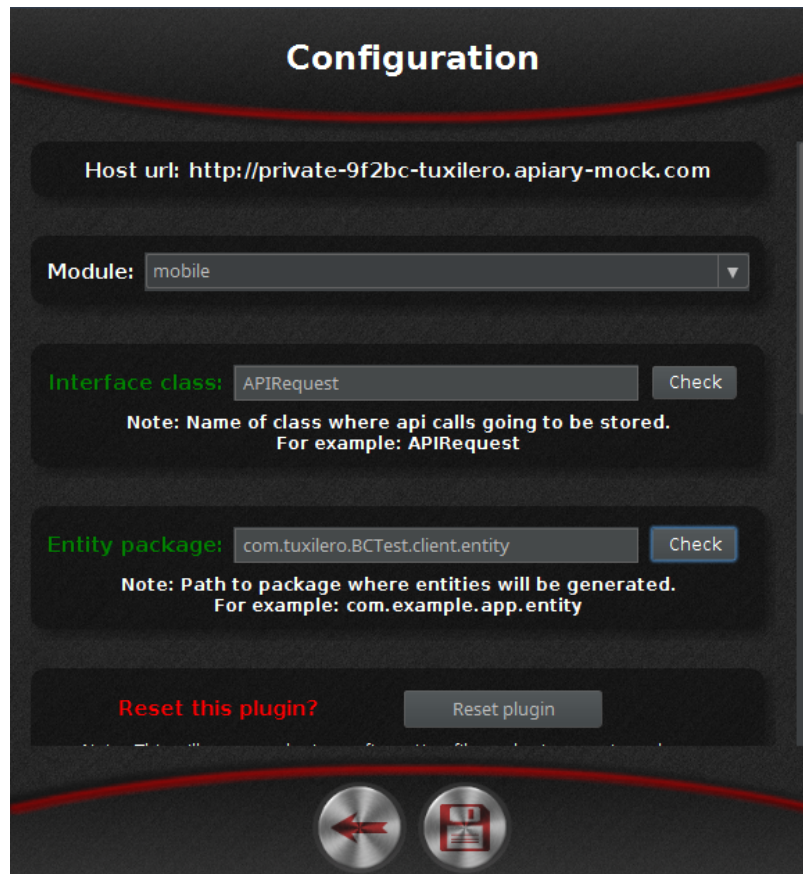 Configuration
Host url: http://private-9f2bc-tuxilero.apiary-mock.com
Module: mobile
Interface class: APIRequest Check
Note: Name of class where api calls going to be stored.
For example: APIRequest
Entity package: com.tuxilero.BCTest.client.entity Check
Note: Path to package where entities will be generated.
For example: com.example.app.entity
Reset this plugin? Reset plugin